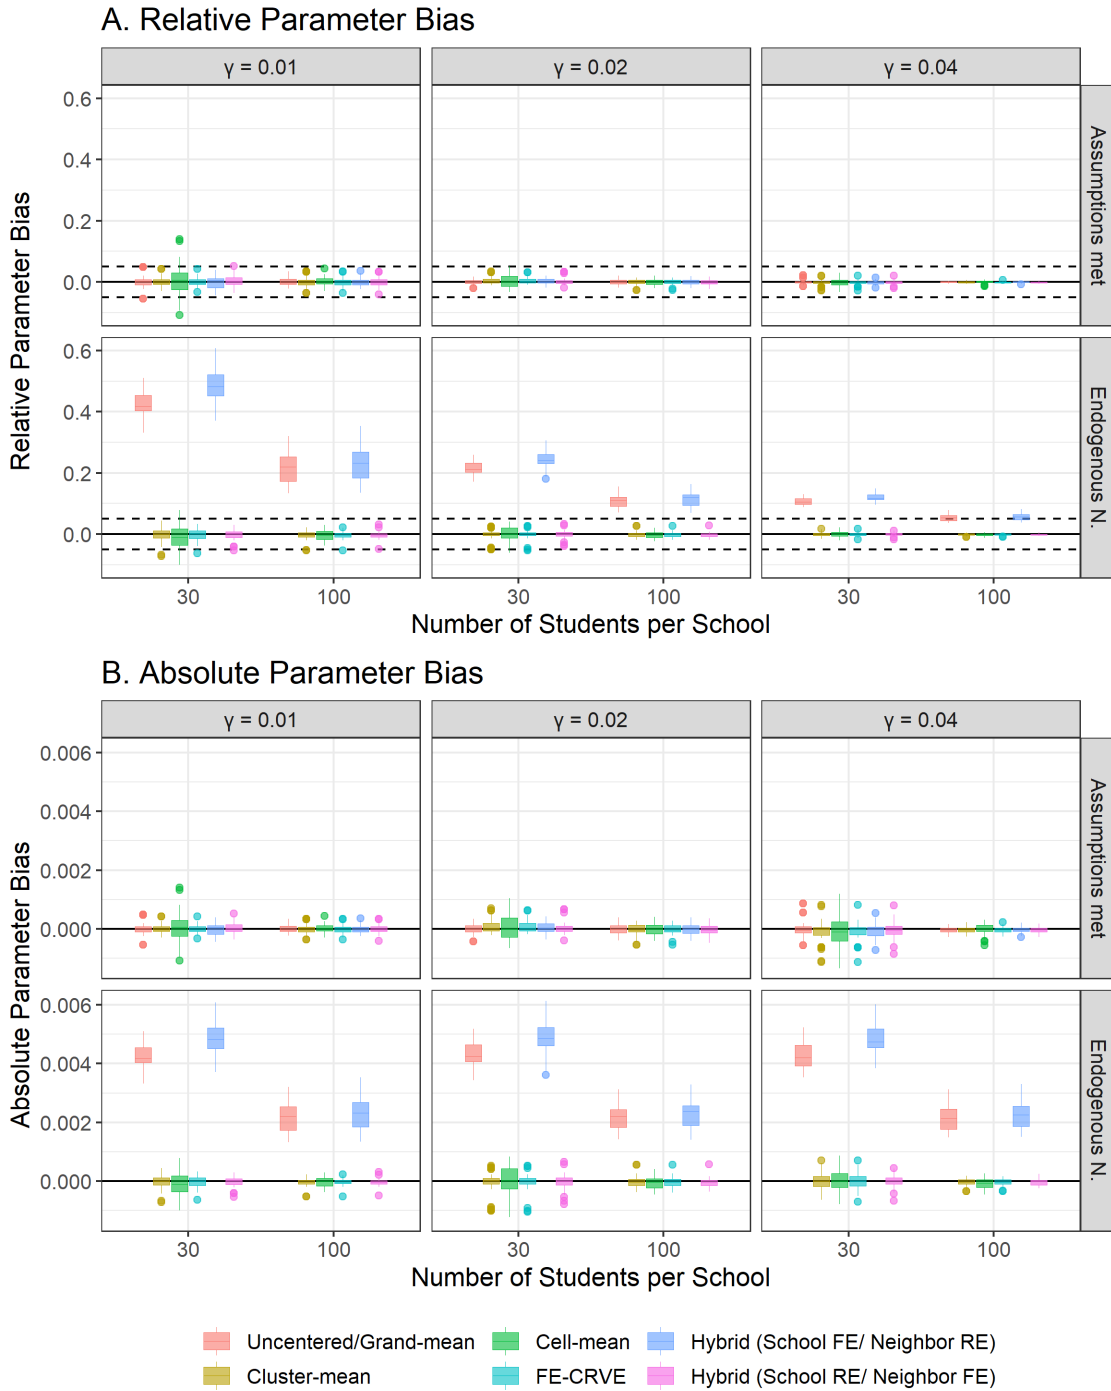 A. Relative Parameter Bias
γ = 0.01
γ = 0.02
γ = 0.04
0.6
0.4
0.2
0.0
Assumptions met
Relative Parameter Bias
0.6
0.4
0.2
0.0
Endogenous N.
30
100
30
100
30
100
Number of Students per School
B. Absolute Parameter Bias
γ = 0.01
γ = 0.02
γ = 0.04
0.006
0.004
0.002
0.000
Assumptions met
Absolute Parameter Bias
0.006
0.004
0.002
0.000
Endogenous N.
30
100
30
100
30
100
Number of Students per School
Uncentered/Grand-mean
Cell-mean
Hybrid (School FE/ Neighbor RE)
Cluster-mean
FE-CRVE
Hybrid (School RE/ Neighbor FE)